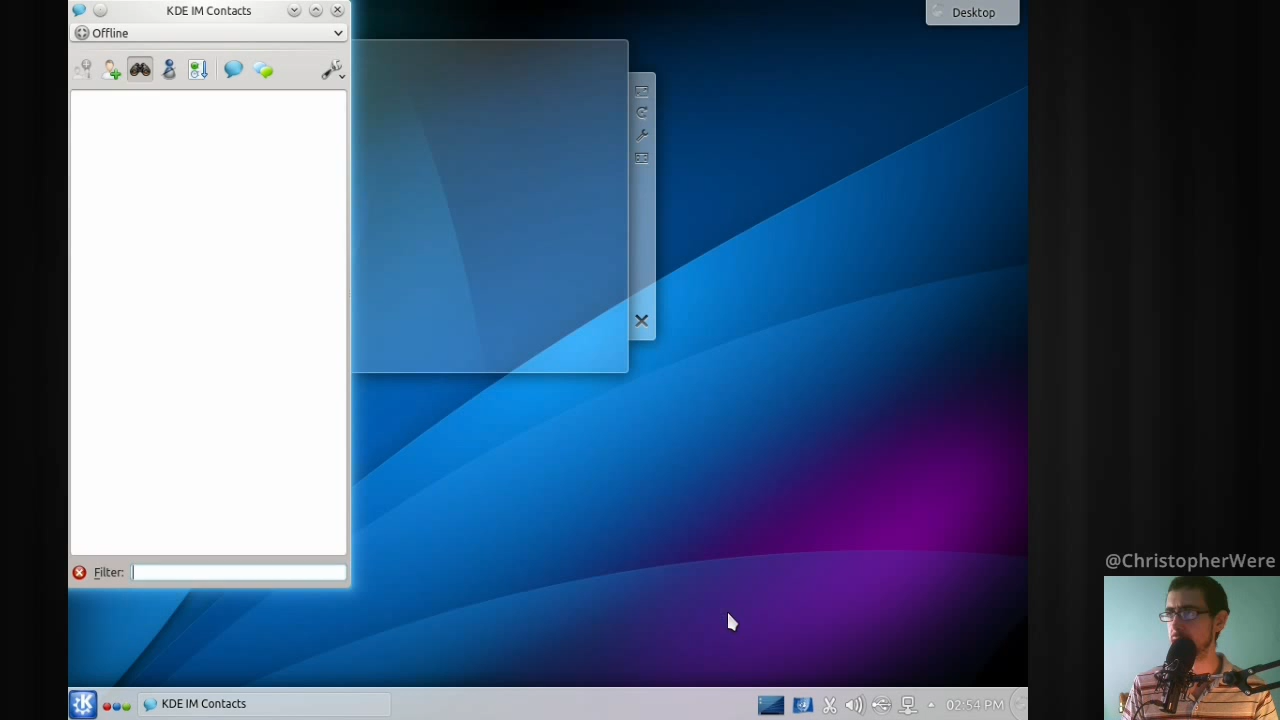 KDE IM Contacts
Desktop
Offline
@ChristopherWere
Filter:
KDE IM Contacts
02:54 PM